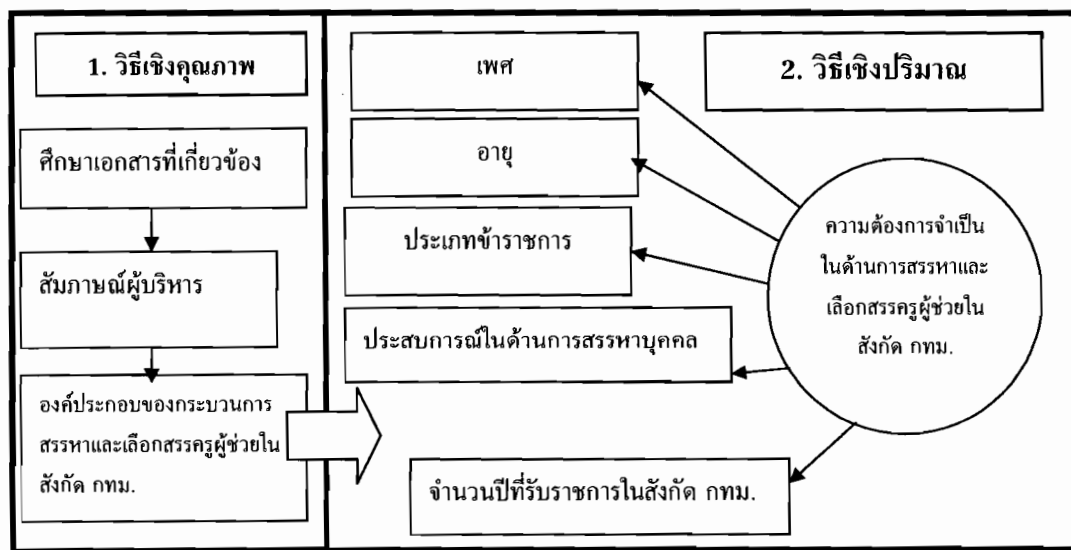 1. วิธีเชิงคุณภาพ
ศึกษาเอกสารที่เกี่ยวข้อง
สัมภาษณ์ผู้บริหาร
องค์ประกอบของกระบวนการ
สรรหาและเลือกสรรครูผู้ช่วยใน
สังกัด กทม.
เพศ
2. วิธีเชิงปริมาณ
อายุ
ประเภทข้าราชการ
ประสบการณ์ในด้านการสรรหาบุคคล
จำนวนปีที่รับราชการในสังกัด กทม.
ความต้องการจำเป็น
ในด้านการสรรหาและ
เลือกสรรครูผู้ช่วยใน
สังกัด กทม.